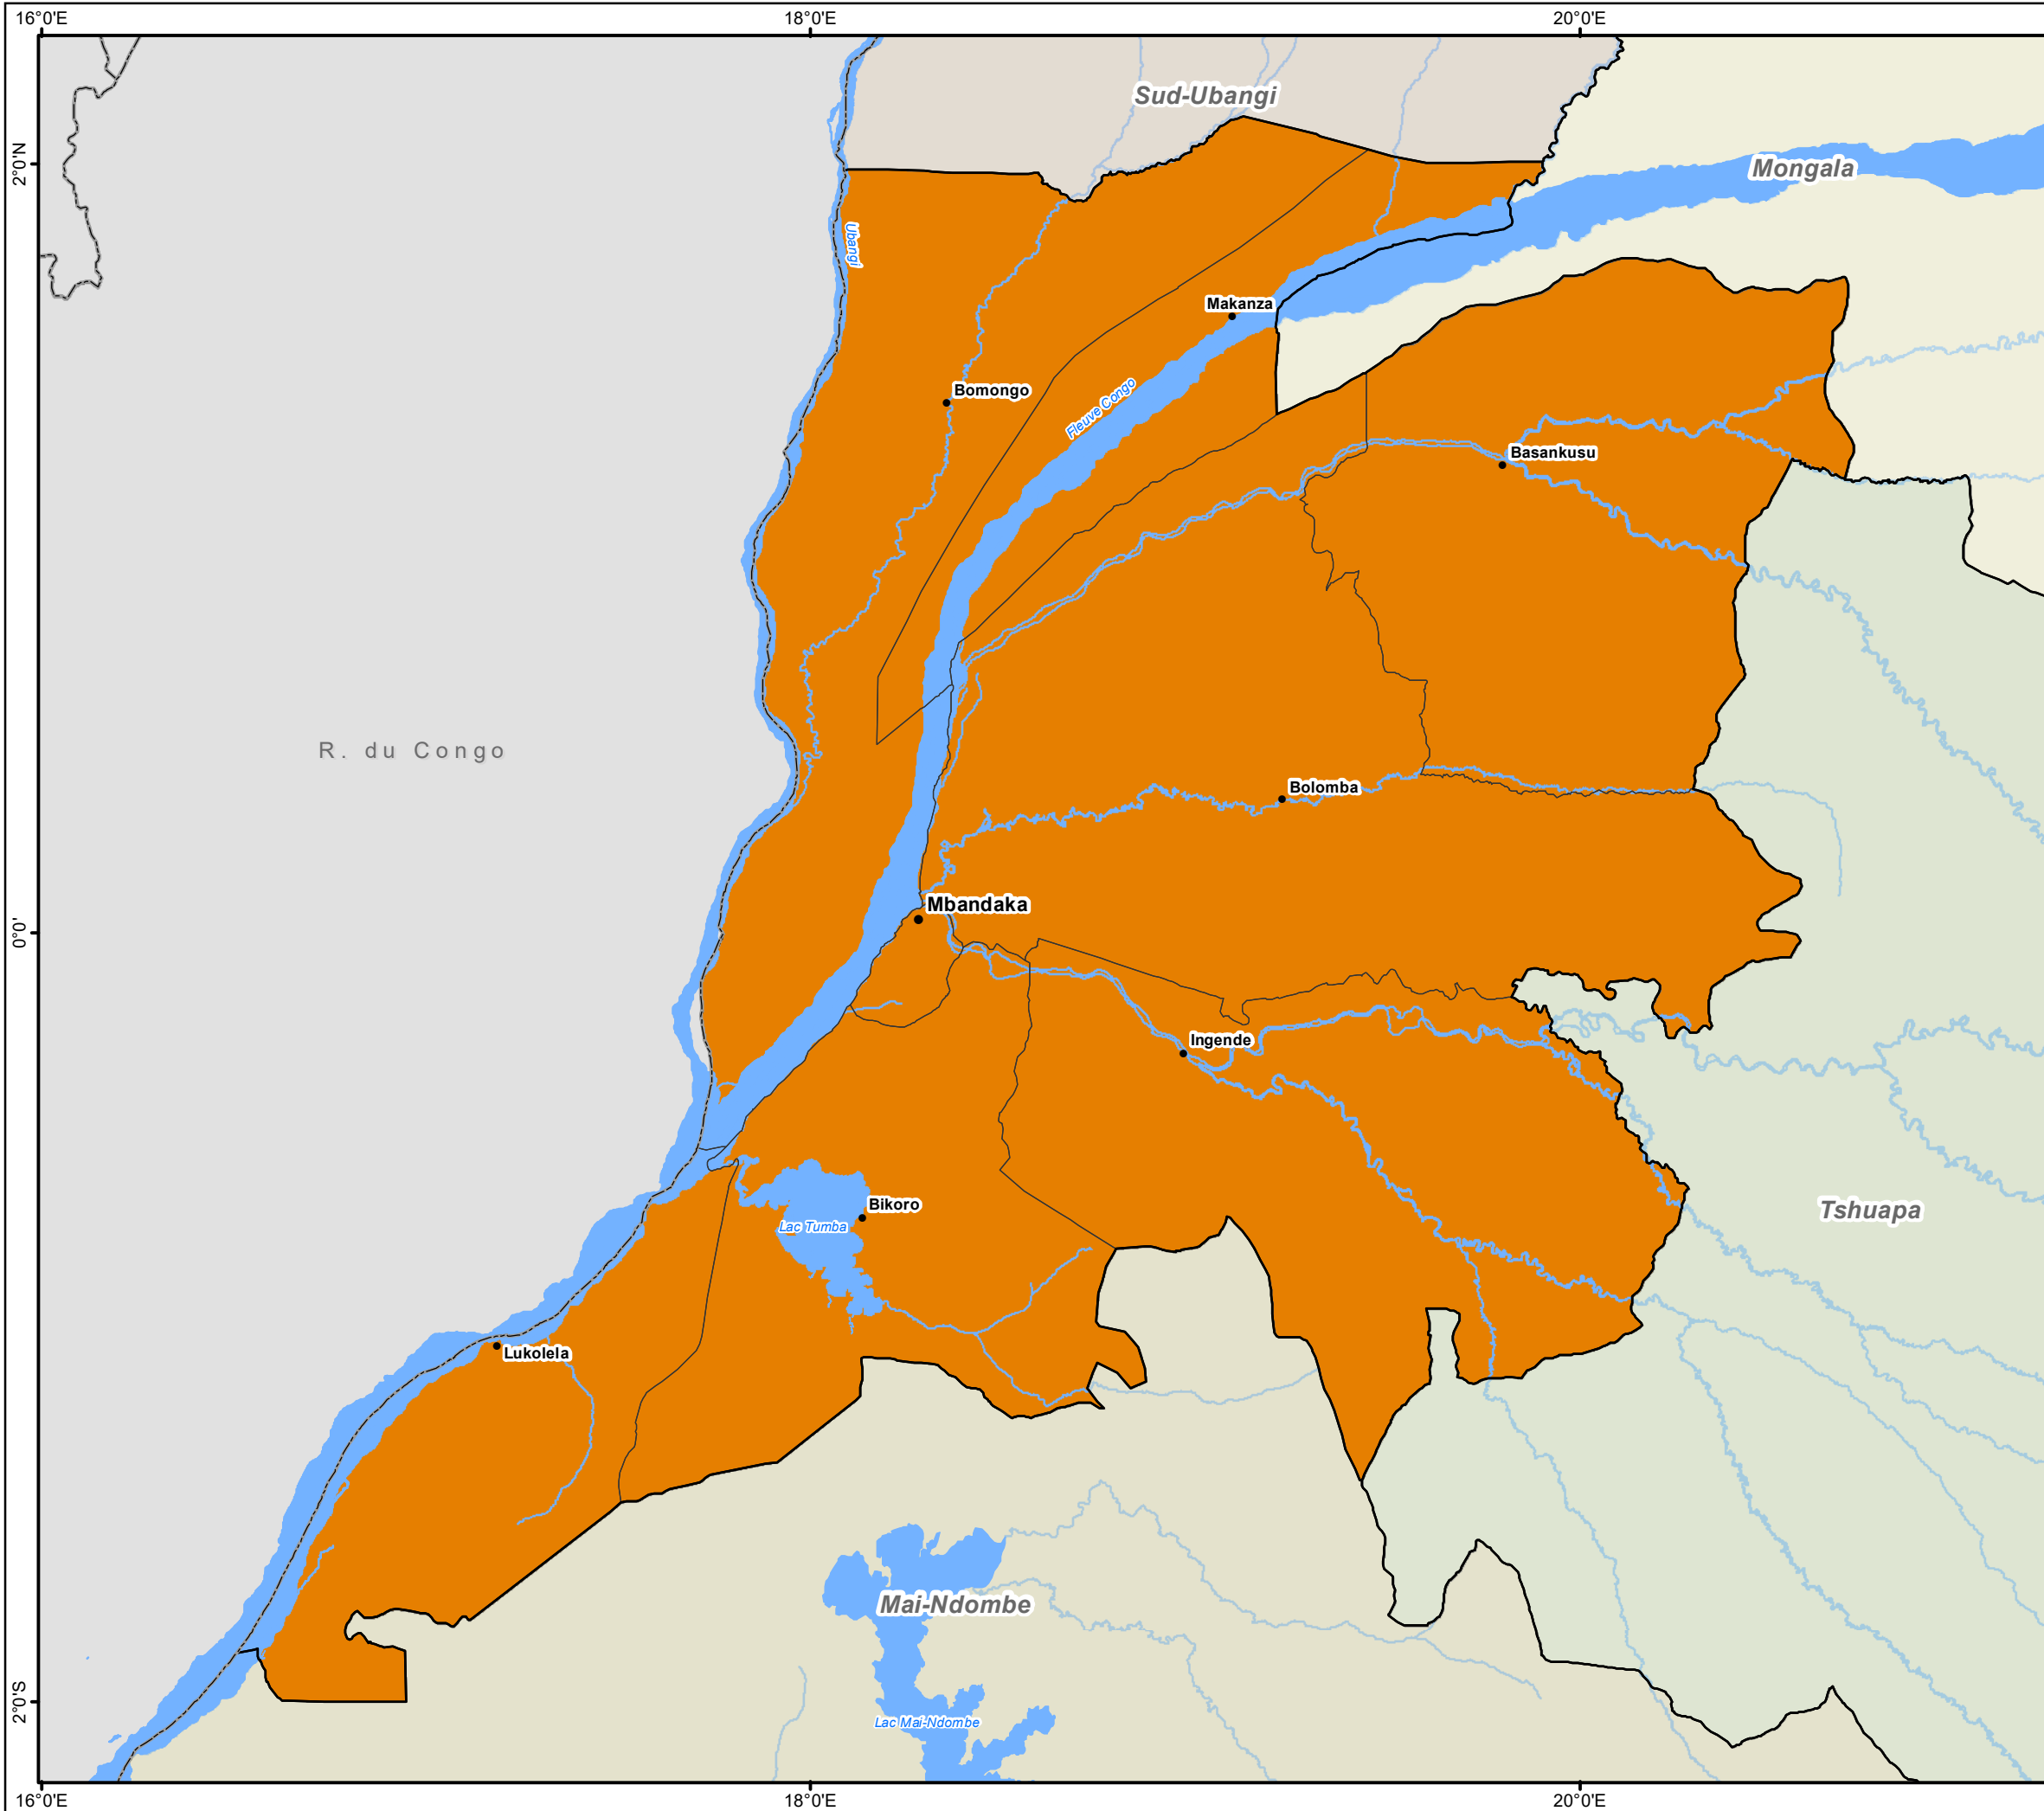 16°0'E
18°0'E
20°0'E
2°0'N
Sud-Ubangi
Mongala
Ubangi
Makanza
Bomongo
Fleuve Congo
Basankusu
R. du Congo
Bolomba
Mbandaka
0°0'
Ingende
Bikoro
Tshuapa
Lac Tumba
Lukolela
Mai-Ndombe
2°0'S
Lac Mai-Ndombe
16°0'E
18°0'E
20°0'E